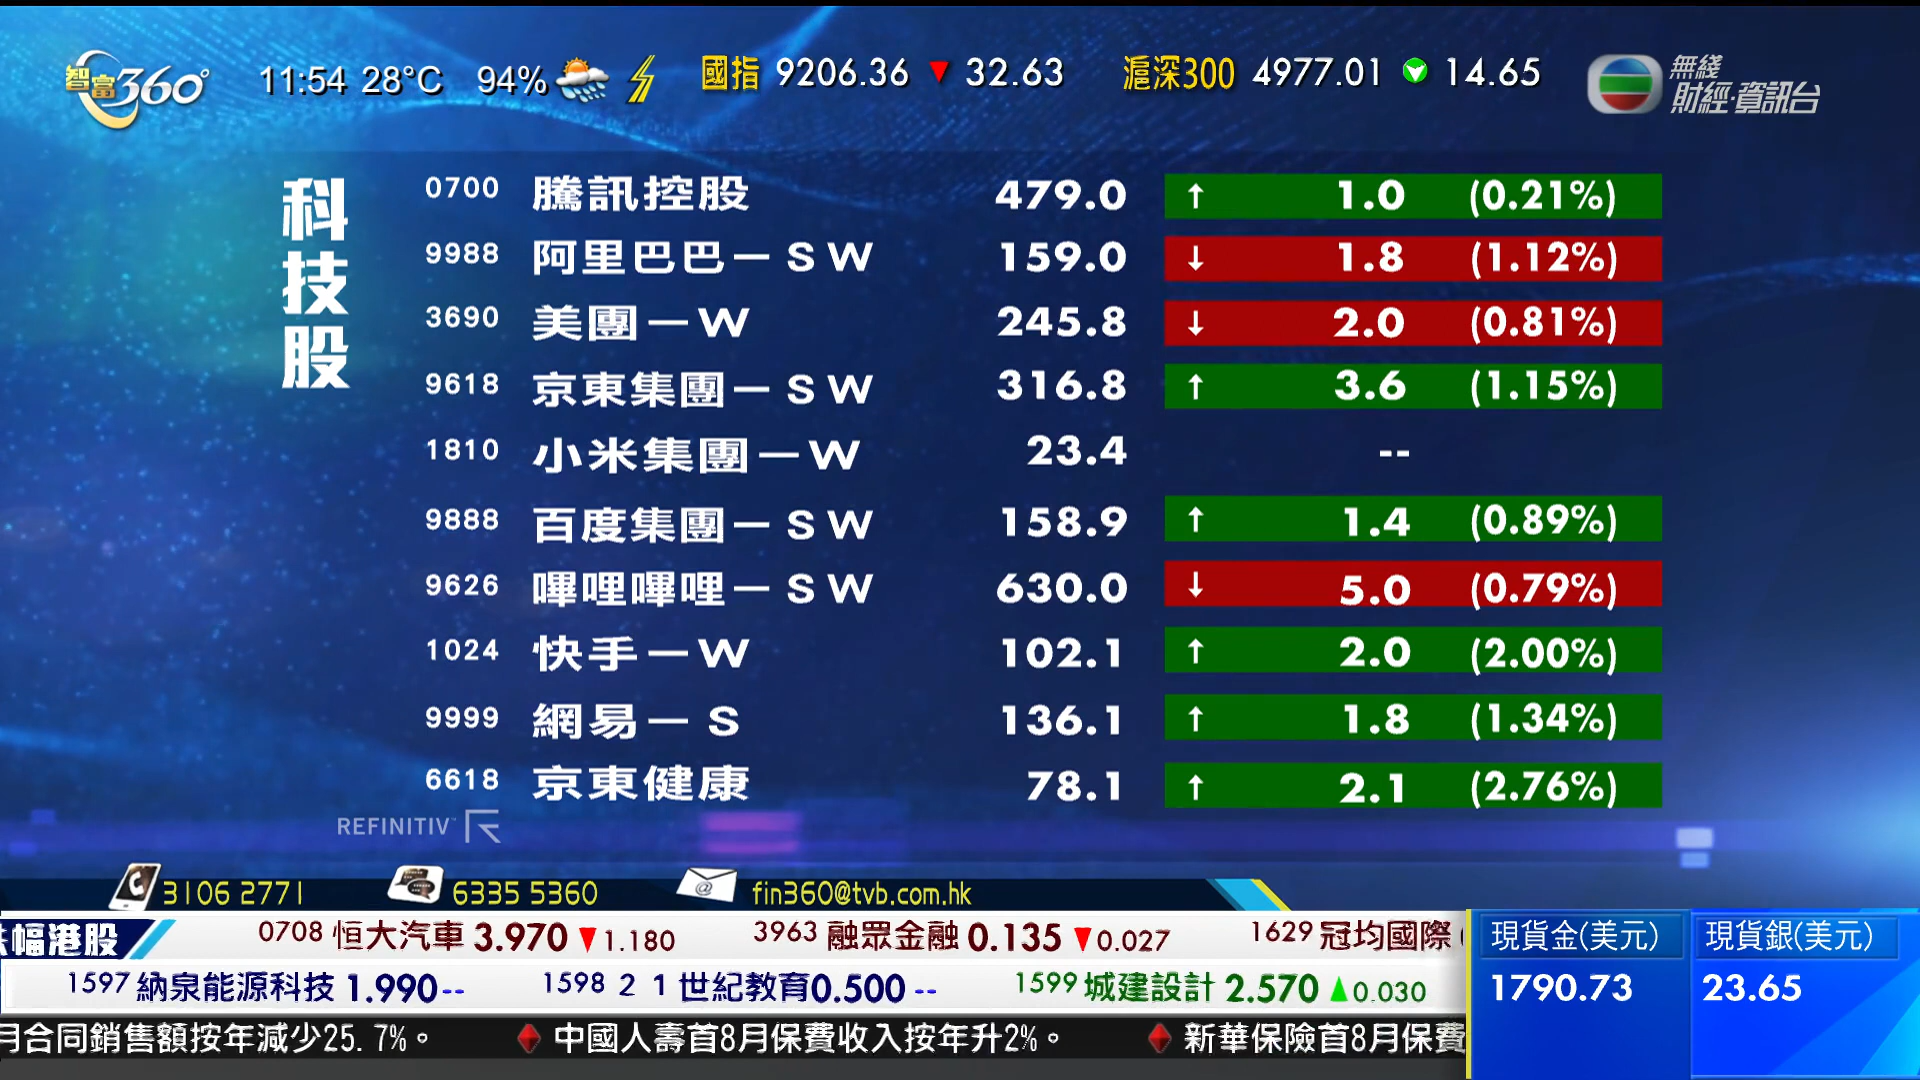 智富360° 11:54 28°C 94% 國指 9206.36 ▼ 32.63 滬深300 4977.01 14.65 無綫
財經·資訊台
科技股
0700 騰訊控股 479.0 ↑ 1.0 (0.21%)
9988 阿里巴巴－SW 159.0 ↓ 1.8 (1.12%)
3690 美團－W 245.8 ↓ 2.0 (0.81%)
9618 京東集團－SW 316.8 ↑ 3.6 (1.15%)
1810 小米集團－W 23.4 --
9888 百度集團－SW 158.9 ↑ 1.4 (0.89%)
9626 嗶哩嗶哩－SW 630.0 ↓ 5.0 (0.79%)
1024 快手－W 102.1 ↑ 2.0 (2.00%)
9999 網易－S 136.1 ↑ 1.8 (1.34%)
6618 京東健康 78.1 ↑ 2.1 (2.76%)
REFINITIV
3106 2771 6335 5360 fin360@tvb.com.hk
幅港股 0708 恒大汽車 3.970 ▼1.180 3963 融眾金融 0.135 ▼0.027 1629 冠均國際
1597 納泉能源科技 1.990-- 1598 21世紀教育 0.500 -- 1599 城建設計 2.570 ▲0.030
月合同銷售額按年減少25.7%。 中國人壽首8月保費收入按年升2%。 新華保險首8月保費
現貨金(美元) 現貨銀(美元)
1790.73 23.65